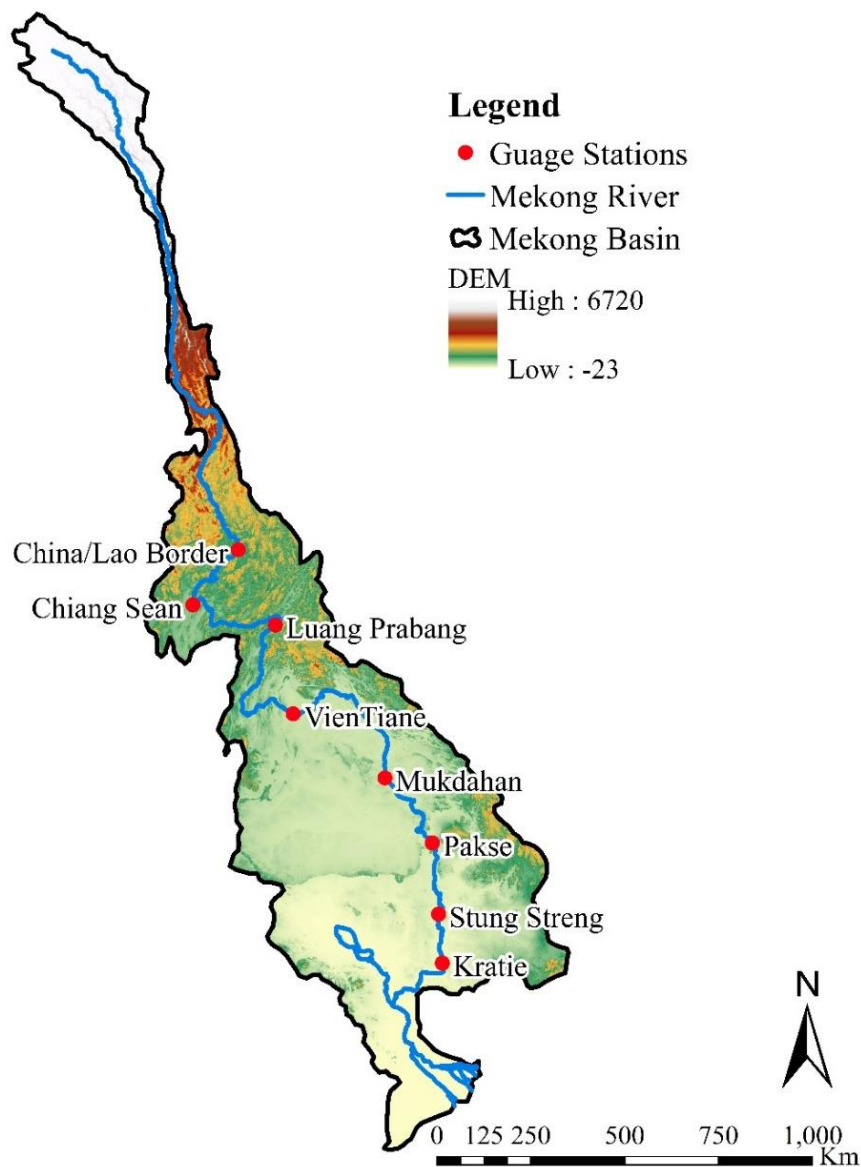 Legend
Guage Stations
Mekong River
Mekong Basin
DEM
High : 6720
Low : -23
China/Lao Border
Chiang Sean
Luang Prabang
VienTiane
Mukdahan
Pakse
Stung Streng
Kratie
N
0 125 250 500 750 1,000
Km